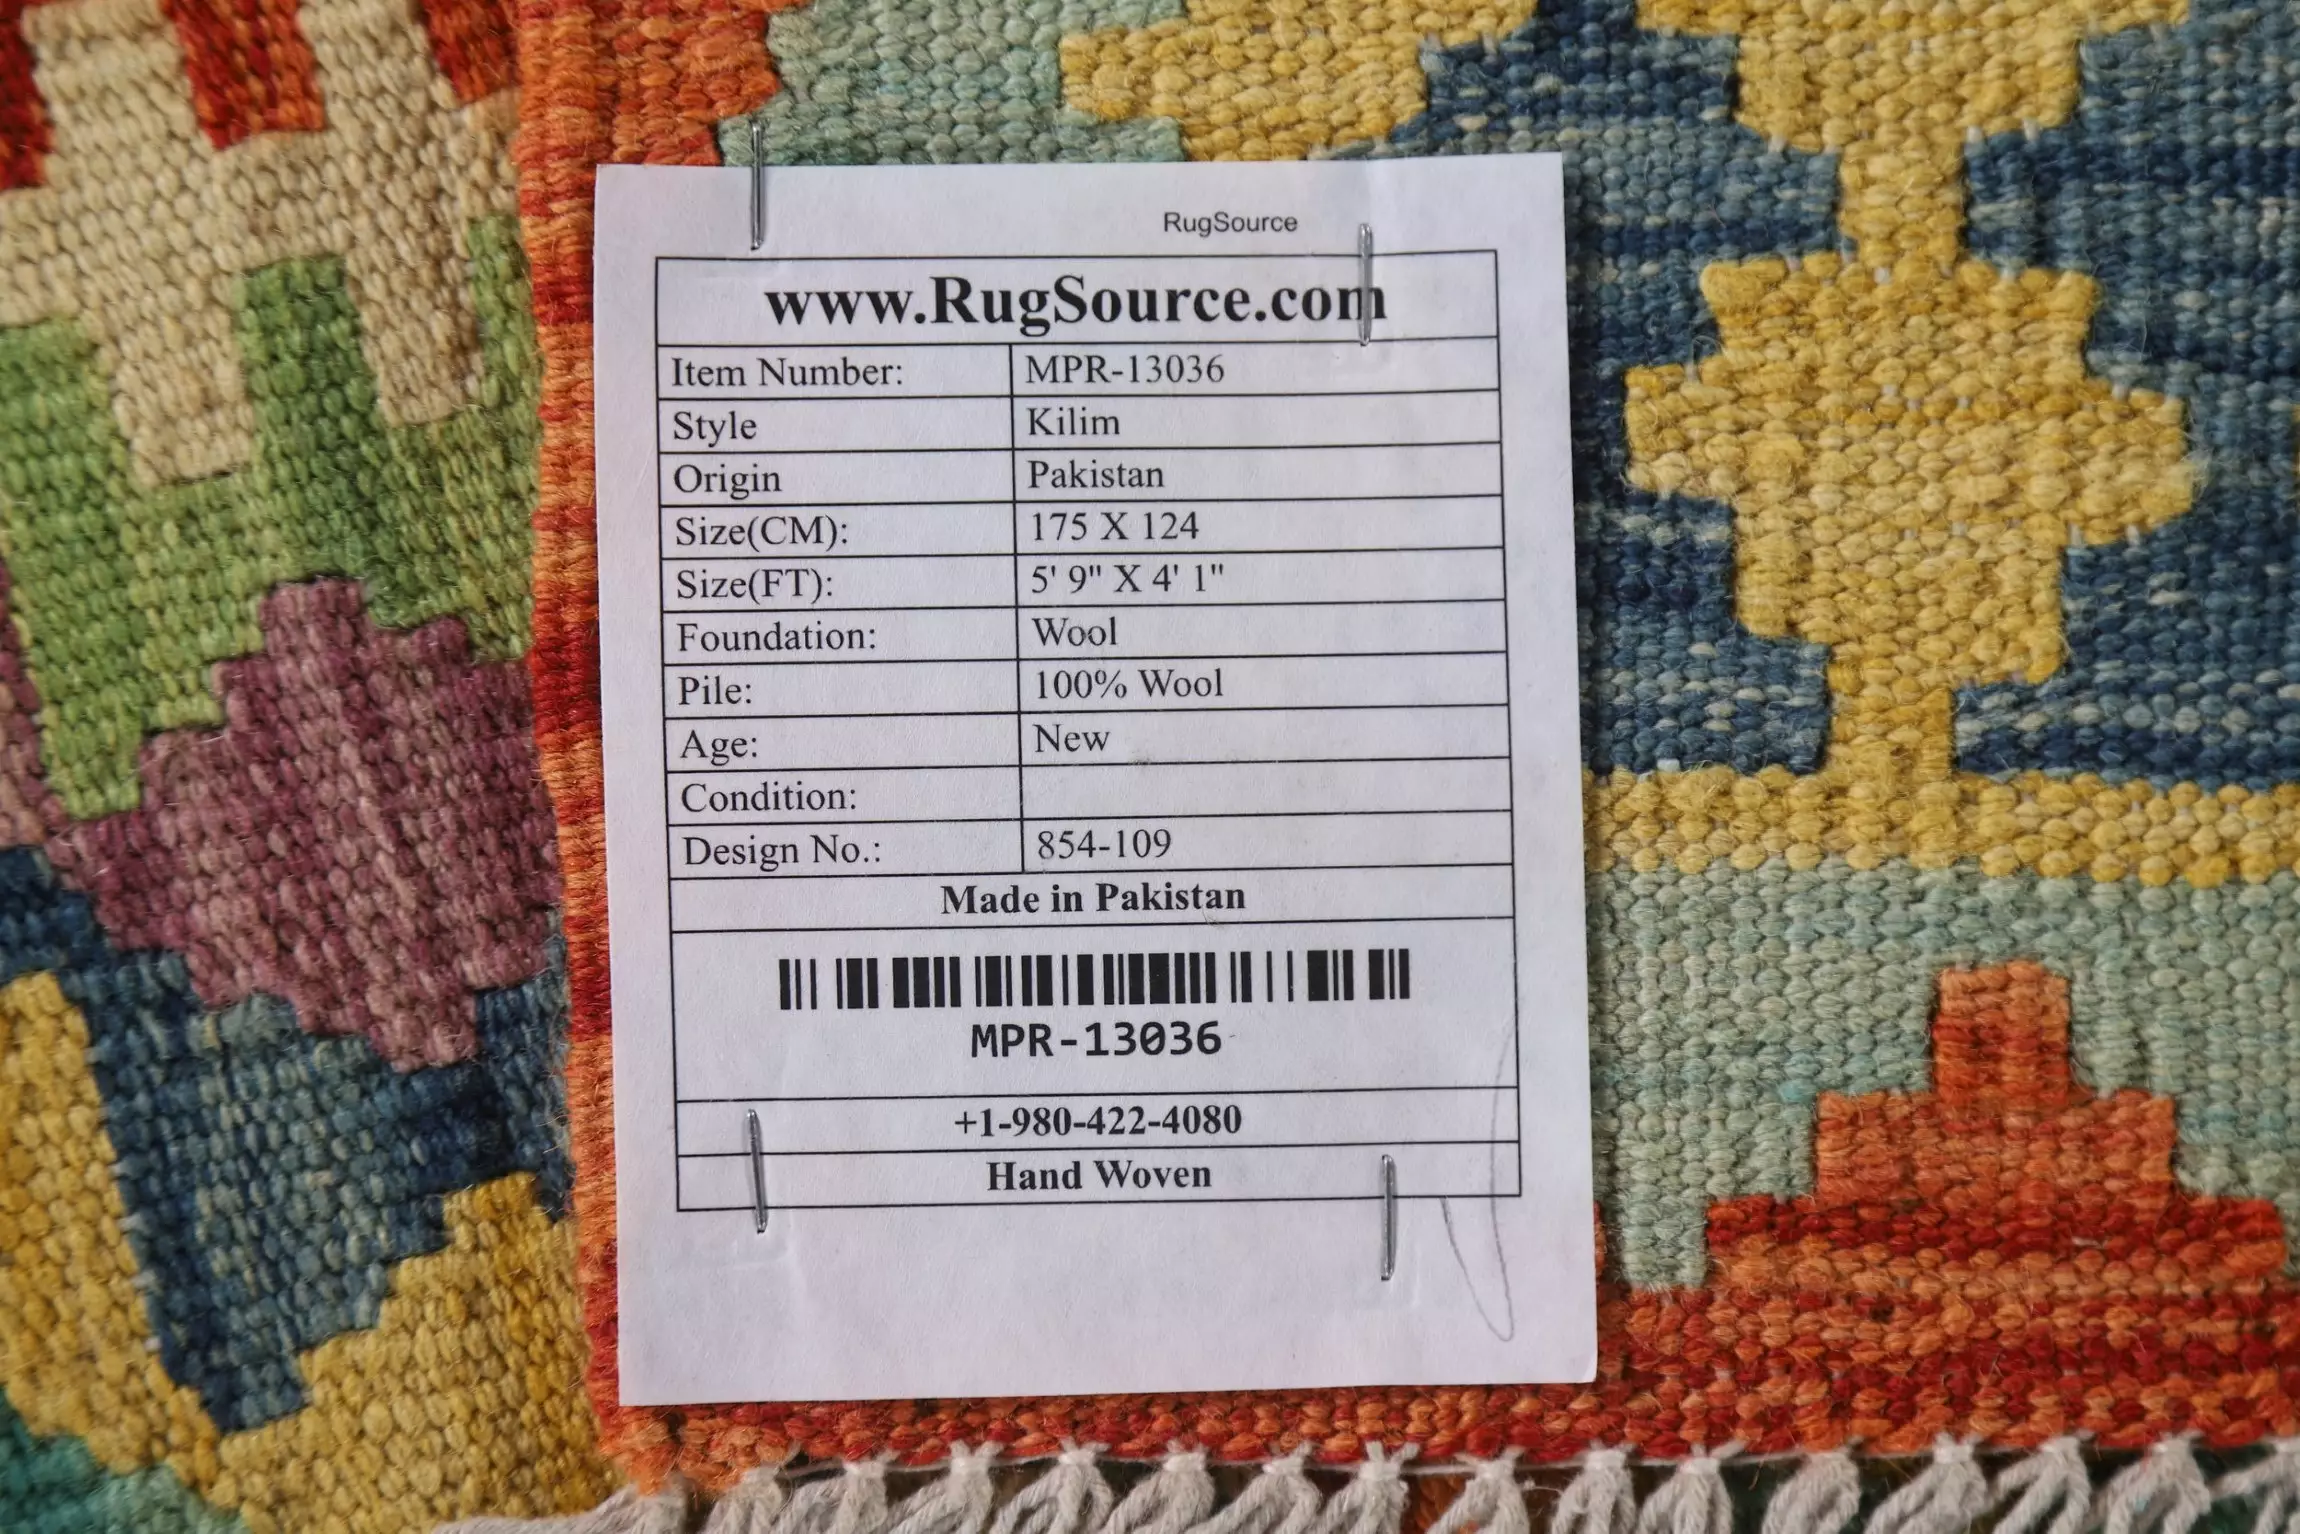 RugSource
www.RugSource.com
Item Number: MPR-13036
Style Kilim
Origin Pakistan
Size(CM): 175 X 124
Size(FT): 5' 9" X 4' 1"
Foundation: Wool
Pile: 100% Wool
Age: New
Condition:
Design No.: 854-109
Made in Pakistan
MPR-13036
+1-980-422-4080
Hand Woven